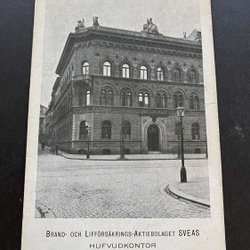 BRAND- OCH LIFFÖRSÄKRINGS-AKTIEBOLAGET SVEAS
HUFVUDKONTOR